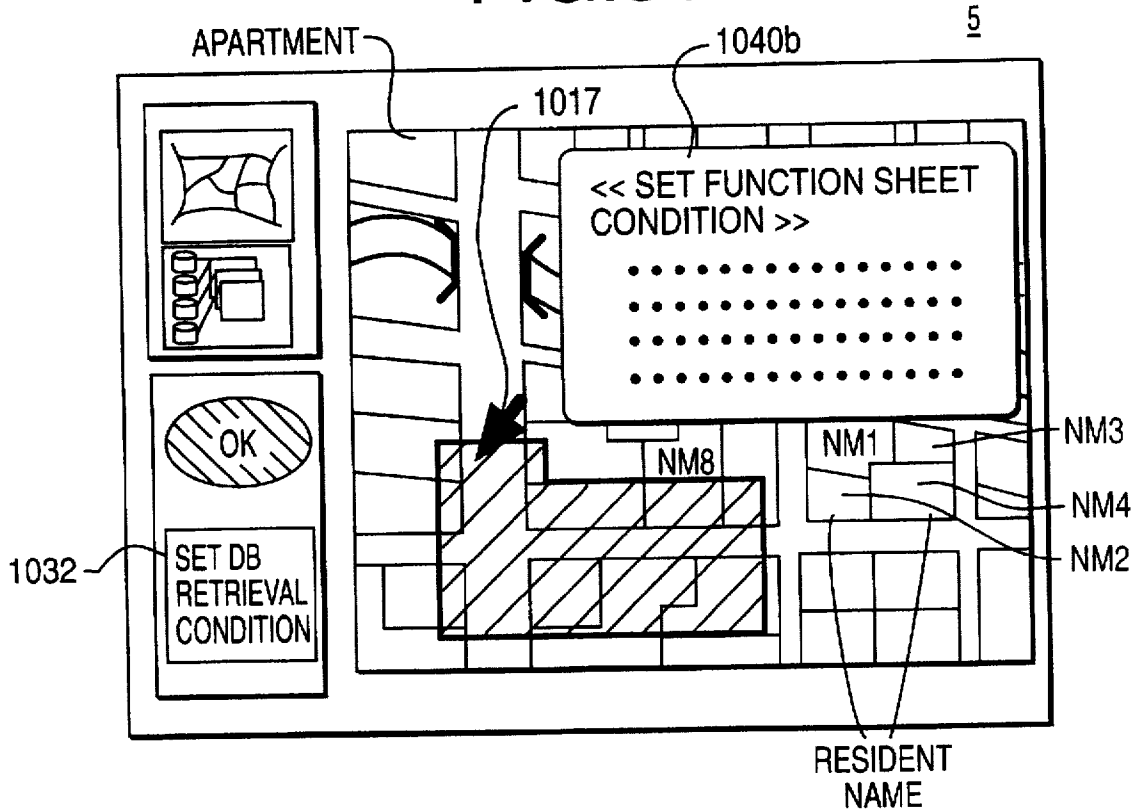 5
APARTMENT
1040b
1017
<< SET FUNCTION SHEET
CONDITION >>
OK
NM8
NM1
NM3
NM4
NM2
1032
SET DB
RETRIEVAL
CONDITION
RESIDENT
NAME